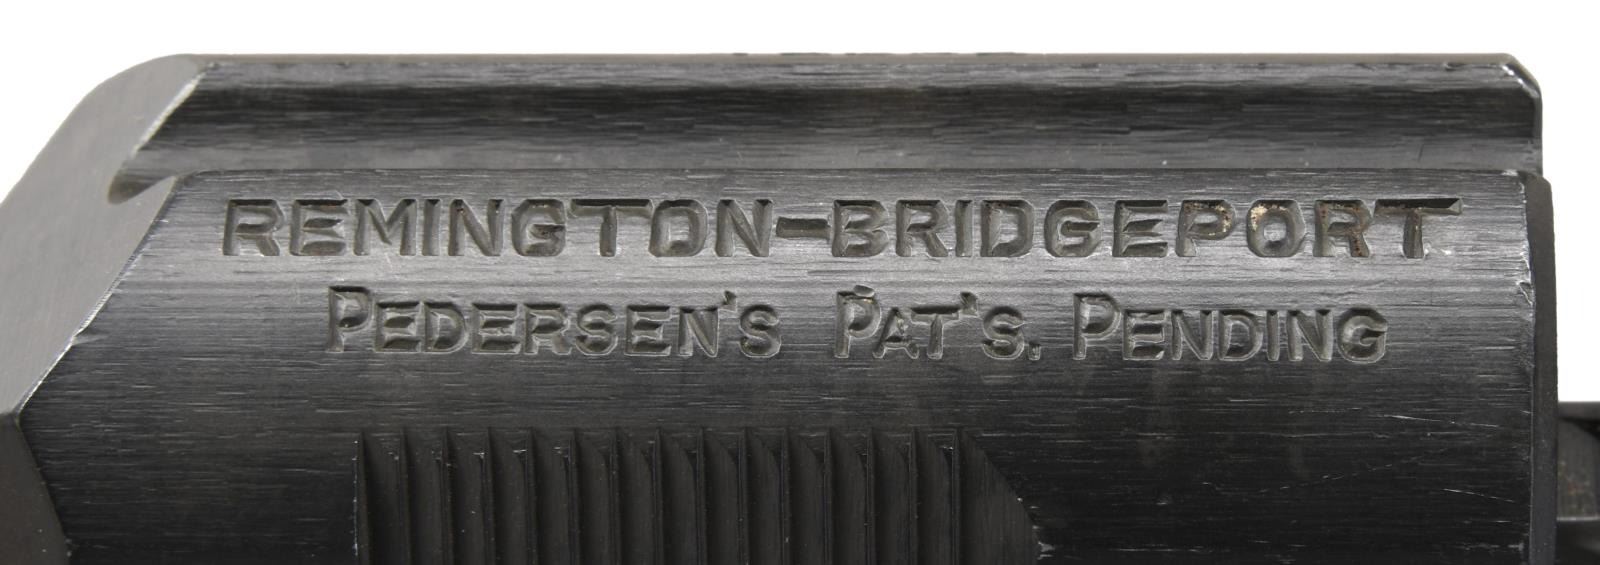 REMINGTON-BRIDGEPORT
PEDERSEN'S PAT'S. PENDING